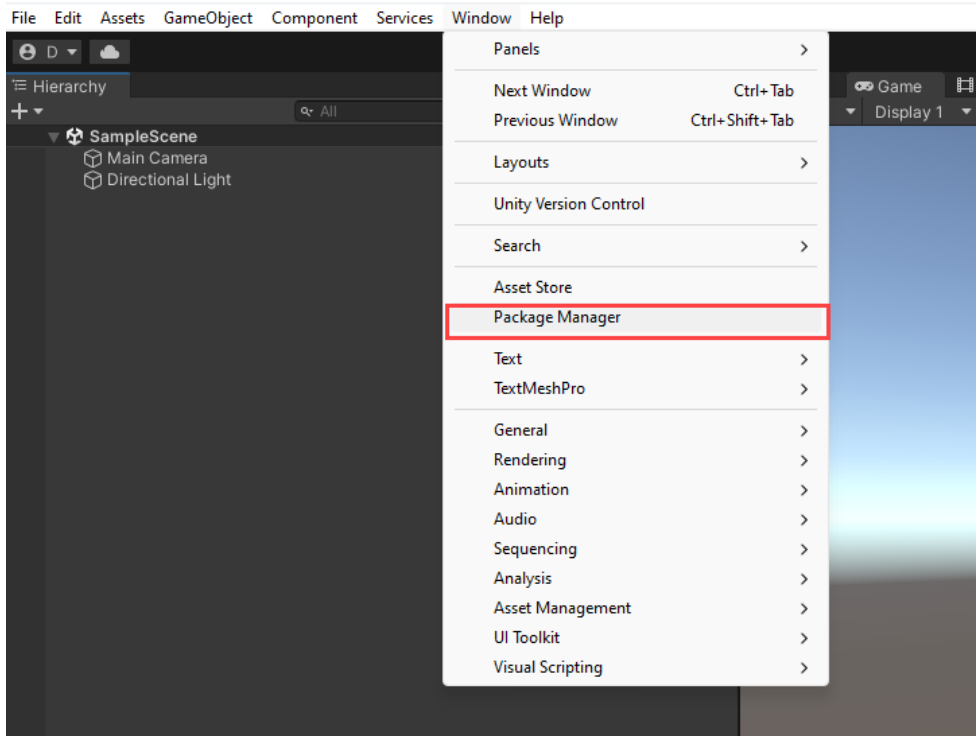 File Edit Assets GameObject Component Services Window Help
D
Hierarchy
All
SampleScene
Main Camera
Directional Light
Panels
Next Window Ctrl+Tab
Previous Window Ctrl+Shift+Tab
Layouts
Unity Version Control
Search
Asset Store
Package Manager
Text
TextMeshPro
General
Rendering
Animation
Audio
Sequencing
Analysis
Asset Management
UI Toolkit
Visual Scripting
Game
Display 1